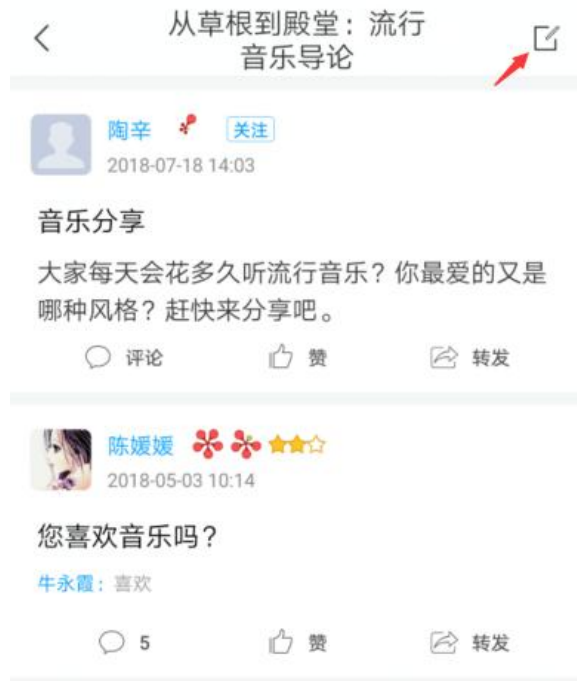 从草根到殿堂：流行
音乐导论
陶辛 关注
2018-07-18 14:03
音乐分享
大家每天会花多久听流行音乐？你最爱的又是
哪种风格？赶快来分享吧。
评论 赞 转发
陈媛媛
2018-05-03 10:14
您喜欢音乐吗？
牛永霞：喜欢
5 赞 转发